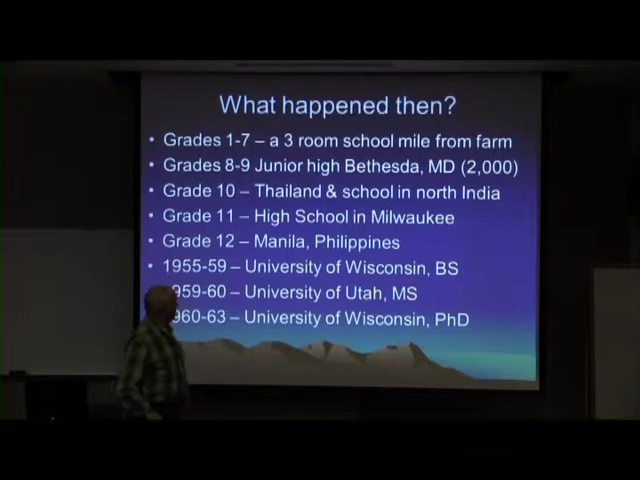 What happened then?
• Grades 1-7 – a 3 room school mile from farm
• Grades 8-9 Junior high Bethesda, MD (2,000)
• Grade 10 – Thailand & school in north India
• Grade 11 – High School in Milwaukee
• Grade 12 – Manila, Philippines
• 1955-59 – University of Wisconsin, BS
959-60 – University of Utah, MS
960-63 – University of Wisconsin, PhD